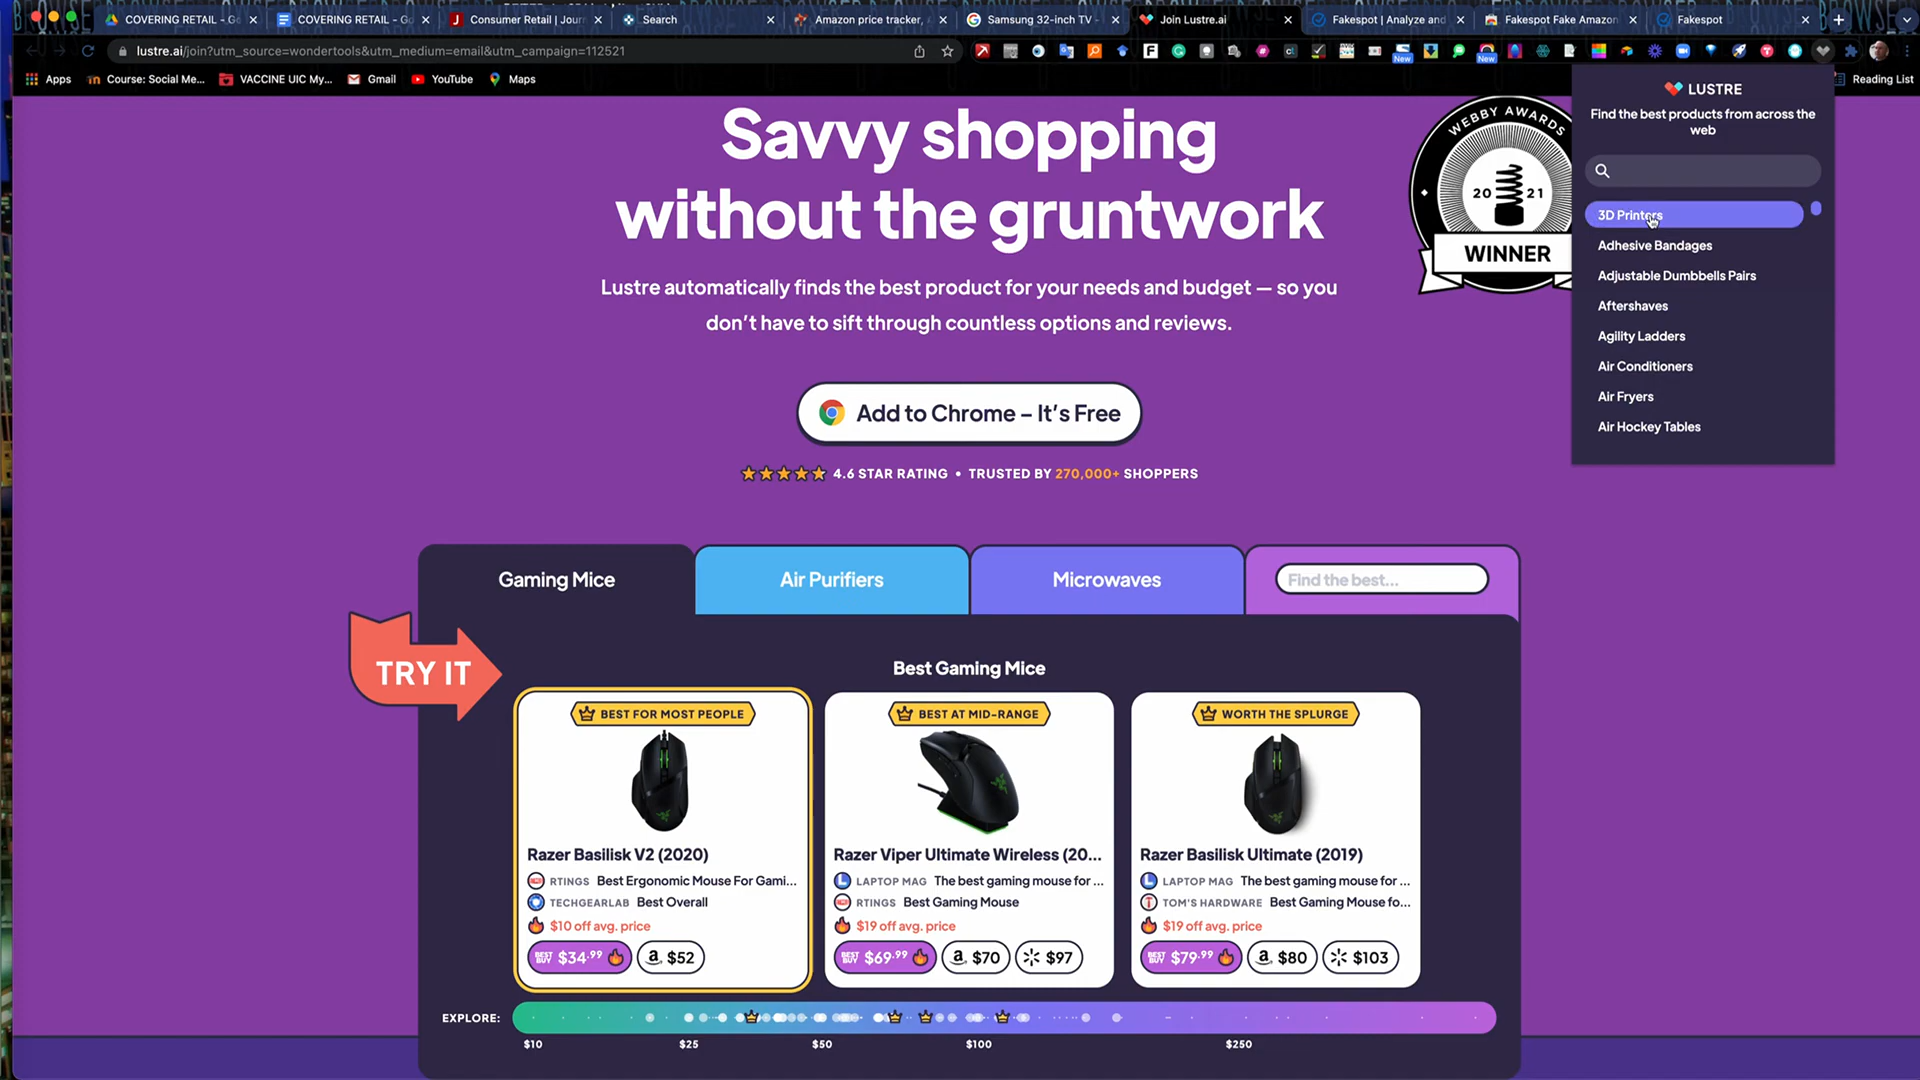 COVERING RETAIL - Go
COVERING RETAIL - Go
Consumer Retail | Jour
Search
Amazon price tracker,
Samsung 32-inch TV -
Join Lustre.ai
Fakespot | Analyze and
Fakespot Fake Amazon
Fakespot
lustre.ai/join?utm_source=wondertools&utm_medium=email&utm_campaign=112521
New
New
Apps
Course: Social Me...
VACCINE UIC My...
Gmail
YouTube
Maps
Reading List
LUSTRE
Find the best products from across the
web
3D Printers
Adhesive Bandages
Adjustable Dumbbells Pairs
Aftershaves
Agility Ladders
Air Conditioners
Air Fryers
Air Hockey Tables
Savvy shopping
without the gruntwork
WEBBY AWARDS
20 21
WINNER
Lustre automatically finds the best product for your needs and budget — so you
don't have to sift through countless options and reviews.
Add to Chrome – It's Free
4.6 STAR RATING • TRUSTED BY 270,000+ SHOPPERS
Gaming Mice
Air Purifiers
Microwaves
Find the best...
TRY IT
Best Gaming Mice
BEST FOR MOST PEOPLE
Razer Basilisk V2 (2020)
RTINGS Best Ergonomic Mouse For Gami...
TECHGEARLAB Best Overall
$10 off avg. price
BEST BUY $34.99
a $52
BEST AT MID-RANGE
Razer Viper Ultimate Wireless (20...
LAPTOP MAG The best gaming mouse for ...
RTINGS Best Gaming Mouse
$19 off avg. price
BEST BUY $69.99
a $70
$97
WORTH THE SPLURGE
Razer Basilisk Ultimate (2019)
LAPTOP MAG The best gaming mouse for ...
TOM'S HARDWARE Best Gaming Mouse fo...
$19 off avg. price
BEST BUY $79.99
a $80
$103
EXPLORE:
$10
$25
$50
$100
$250